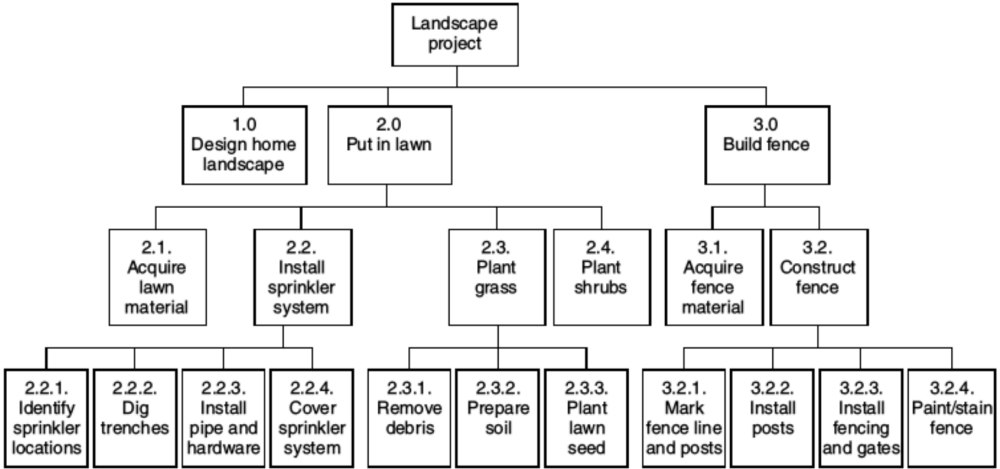 Landscape
project
1.0
Design home
landscape
2.0
Put in lawn
3.0
Build fence
2.1.
Acquire
lawn
material
2.2.
Install
sprinkler
system
2.3.
Plant
grass
2.4.
Plant
shrubs
3.1.
Acquire
fence
material
3.2.
Construct
fence
2.2.1.
Identify
sprinkler
locations
2.2.2.
Dig
trenches
2.2.3.
Install
pipe and
hardware
2.2.4.
Cover
sprinkler
system
2.3.1.
Remove
debris
2.3.2.
Prepare
soil
2.3.3.
Plant
lawn
seed
3.2.1.
Mark
fence line
and posts
3.2.2.
Install
posts
3.2.3.
Install
fencing
and gates
3.2.4.
Paint/stain
fence